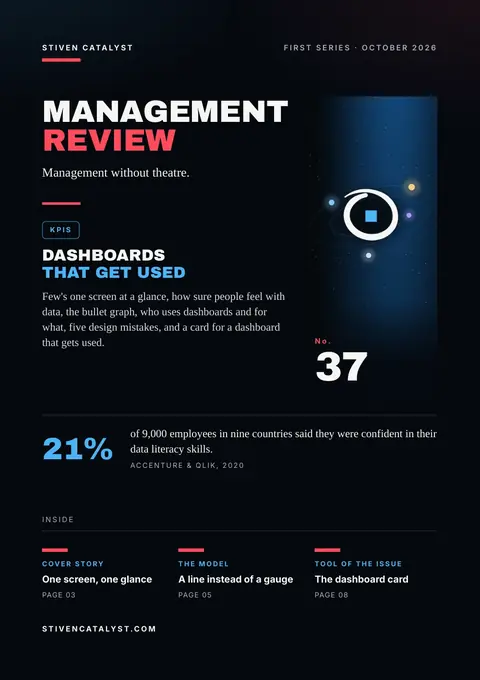 STIVEN CATALYST
FIRST SERIES · OCTOBER 2026
MANAGEMENT
REVIEW
Management without theatre.
KPIS
DASHBOARDS
THAT GET USED
Few's one screen at a glance, how sure people feel with
data, the bullet graph, who uses dashboards and for
what, five design mistakes, and a card for a dashboard
that gets used.
No.
37
21%
of 9,000 employees in nine countries said they were confident in their
data literacy skills.
ACCENTURE & QLIK, 2020
INSIDE
COVER STORY
One screen, one glance
PAGE 03
THE MODEL
A line instead of a gauge
PAGE 05
TOOL OF THE ISSUE
The dashboard card
PAGE 08
STIVENCATALYST.COM